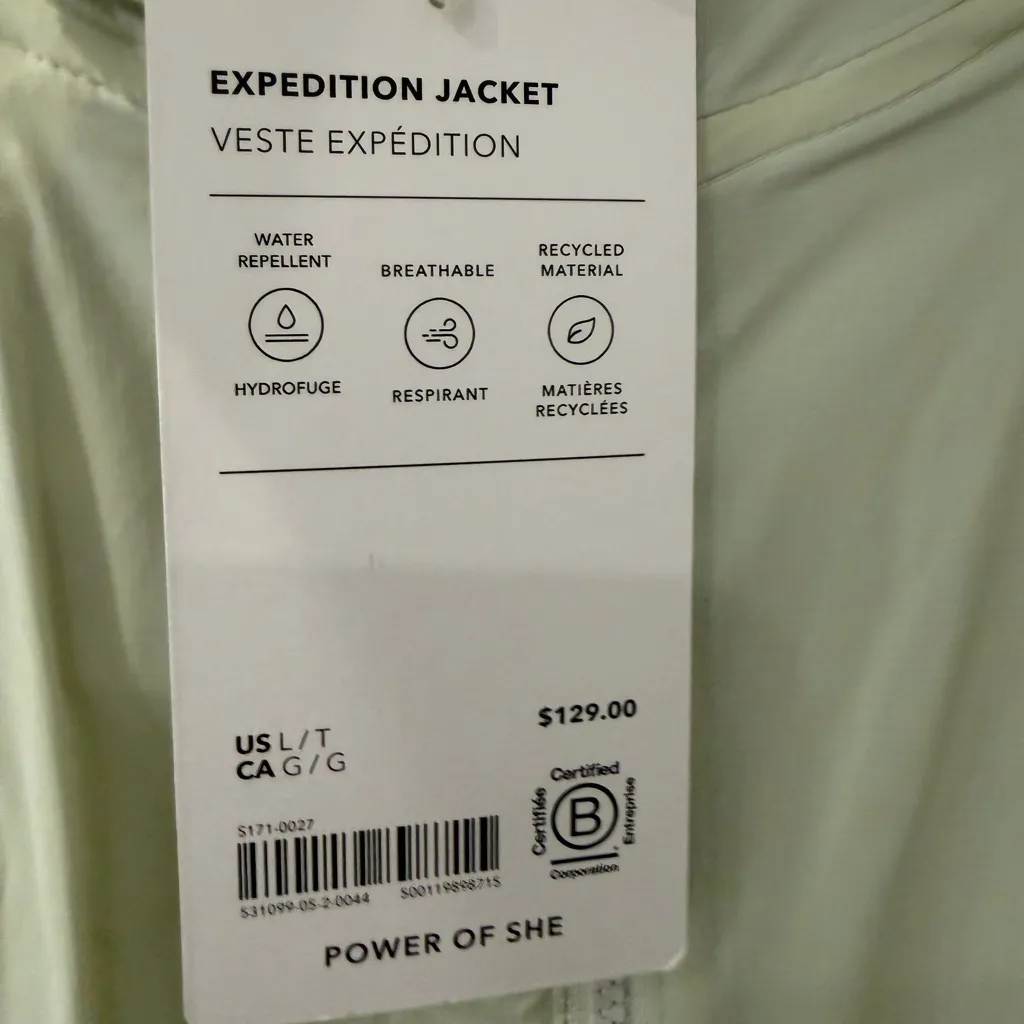 EXPEDITION JACKET
VESTE EXPÉDITION
WATER
REPELLENT
HYDROFUGE
BREATHABLE
RESPIRANT
RECYCLED
MATERIAL
MATIÈRES
RECYCLÉES
$129.00
US L/T
CA G/G
Certified
Certifiée
B
Entreprise
Corporation
S171-0027
S31099-05-2-0044
S00119898715
POWER OF SHE